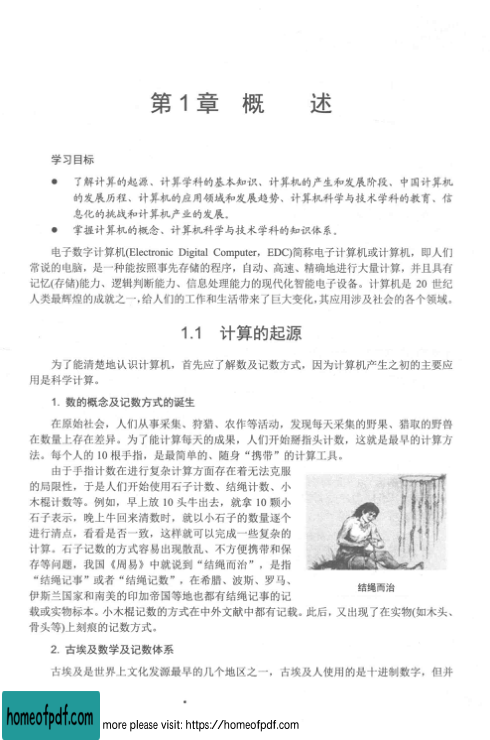 第1章 概 述
学习目标
● 了解计算的起源、计算学科的基本知识、计算机的产生和发展阶段、中国计算机
的发展历程、计算机的应用领域和发展趋势、计算机科学与技术学科的教育、信
息化的挑战和计算机产业的发展。
● 掌握计算机的概念、计算机科学与技术学科的知识体系。
电子数字计算机(Electronic Digital Computer，EDC)简称电子计算机或计算机，即人们
常说的电脑，是一种能按照事先存储的程序，自动、高速、精确地进行大量计算，并且具有
记忆(存储)能力、逻辑判断能力、信息处理能力的现代化智能电子设备。计算机是 20 世纪
人类最辉煌的成就之一，给人们的工作和生活带来了巨大变化，其应用涉及社会的各个领域。
1.1 计算的起源
为了能清楚地认识计算机，首先应了解数及记数方式，因为计算机产生之初的主要应
用是科学计算。
1. 数的概念及记数方式的诞生
在原始社会，人们从事采集、狩猎、农作等活动，发现每天采集的野果、猎取的野兽
在数量上存在差异。为了能计算每天的成果，人们开始掰指头计数，这就是最早的计算方
法。每个人的 10 根手指，是最简单的、随身“携带”的计算工具。
由于手指计数在进行复杂计算方面存在着无法克服
的局限性，于是人们开始使用石子计数、结绳计数、小
木棍计数等。例如，早上放 10 头牛出去，就拿 10 颗小
石子表示，晚上牛回来清数时，就以小石子的数量逐个
进行清点，看看是否一致，这样就可以完成一些复杂的
计算。石子记数的方式容易出现散乱、不方便携带和保
存等问题，我国《周易》中就说到“结绳而治”，是指
“结绳记事”或者“结绳记数”，在希腊、波斯、罗马、
伊斯兰国家和南美的印加帝国等地也都有结绳记事的记
载或实物标本。小木棍记数的方式在中外文献中都有记载。此后，又出现了在实物(如木头、
骨头等)上刻痕的记数方式。
结绳而治
2. 古埃及数学及记数体系
古埃及是世界上文化发源最早的几个地区之一，古埃及人使用的是十进制数字，但并
homeofpdf.com
more please visit: https://homeofpdf.com